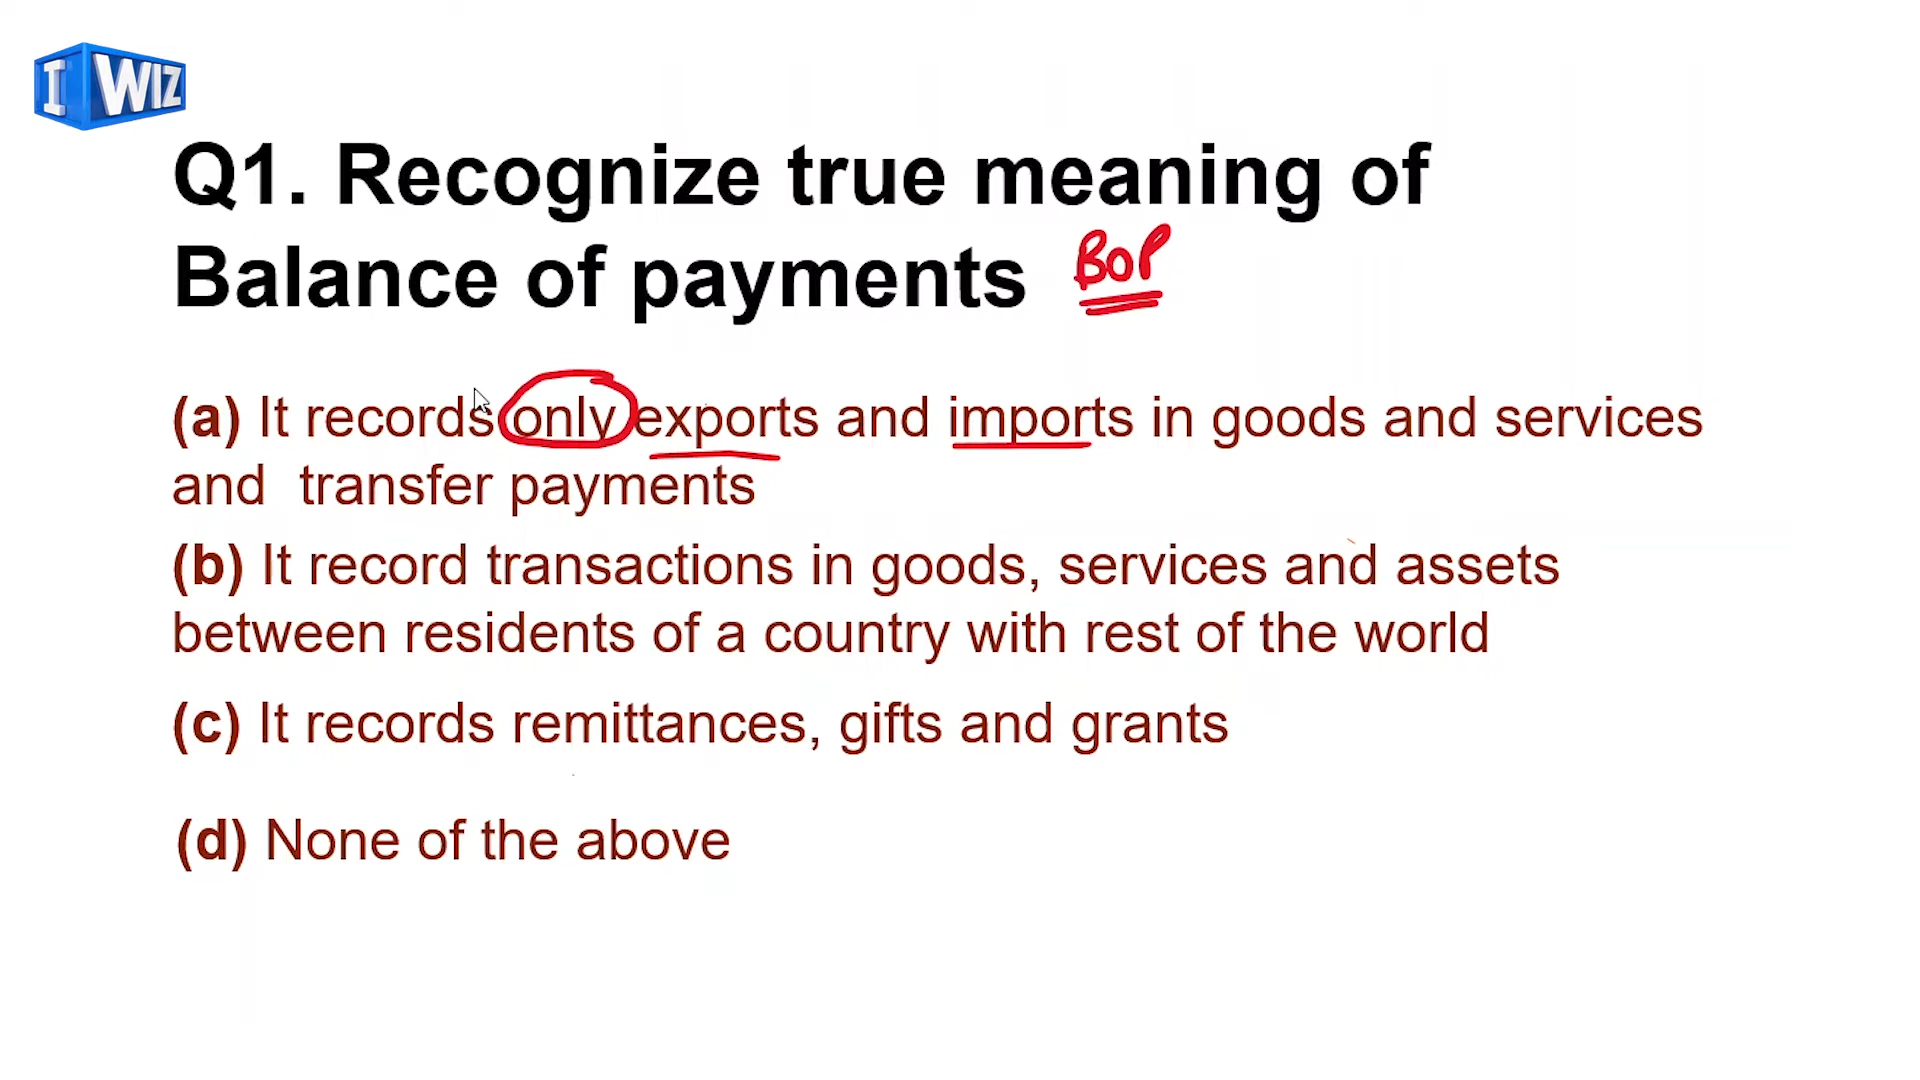 I WIZ
Q1. Recognize true meaning of
Balance of payments BOP
(a) It records only exports and imports in goods and services
and transfer payments
(b) It record transactions in goods, services and assets
between residents of a country with rest of the world
(c) It records remittances, gifts and grants
(d) None of the above